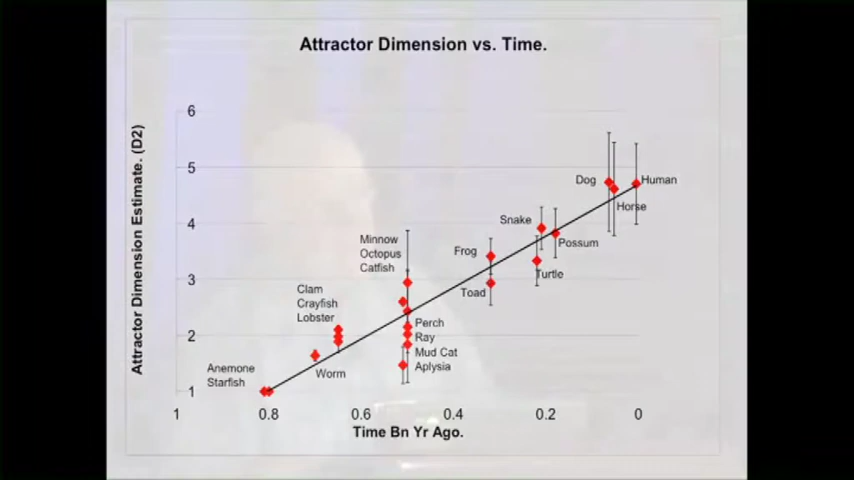 Attractor Dimension vs. Time.
Attractor Dimension Estimate. (D2)
6
5
4
3
2
1
Dog
Human
Horse
Snake
Possum
Turtle
Frog
Toad
Minnow
Octopus
Catfish
Clam
Crayfish
Lobster
Perch
Ray
Mud Cat
Aplysia
Worm
Anemone
Starfish
1
0.8
0.6
0.4
0.2
0
Time Bn Yr Ago.